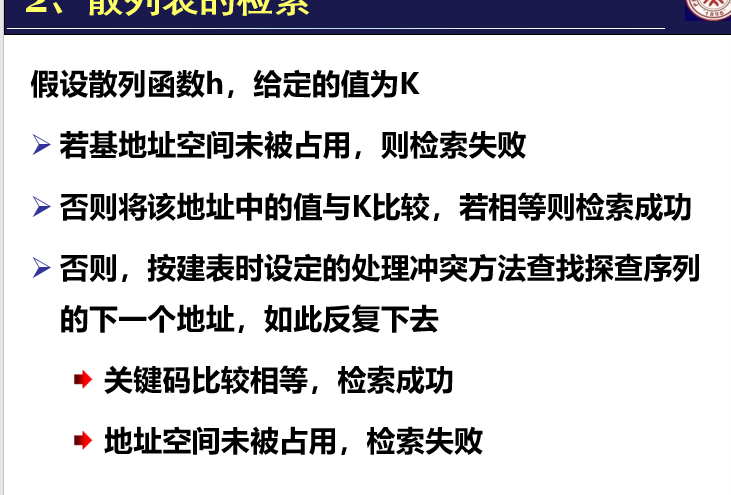 2、散列表的检索
1898
假设散列函数h，给定的值为K
若基地址空间未被占用，则检索失败
否则将该地址中的值与K比较，若相等则检索成功
否则，按建表时设定的处理冲突方法查找探查序列
的下一个地址，如此反复下去
关键码比较相等，检索成功
地址空间未被占用，检索失败